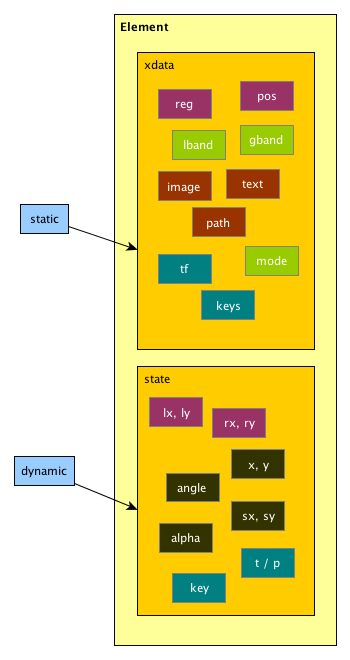 Element
xdata
reg
pos
lband
gband
image
text
path
static
tf
mode
keys
state
lx, ly
rx, ry
x, y
dynamic
angle
sx, sy
alpha
t / p
key